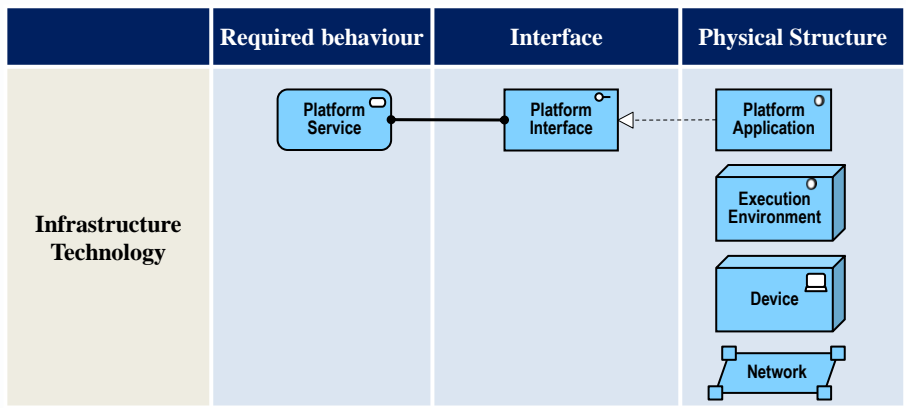 Required behaviour
Interface
Physical Structure
Infrastructure
Technology
Platform
Service
Platform
Interface
Platform
Application
Execution
Environment
Device
Network